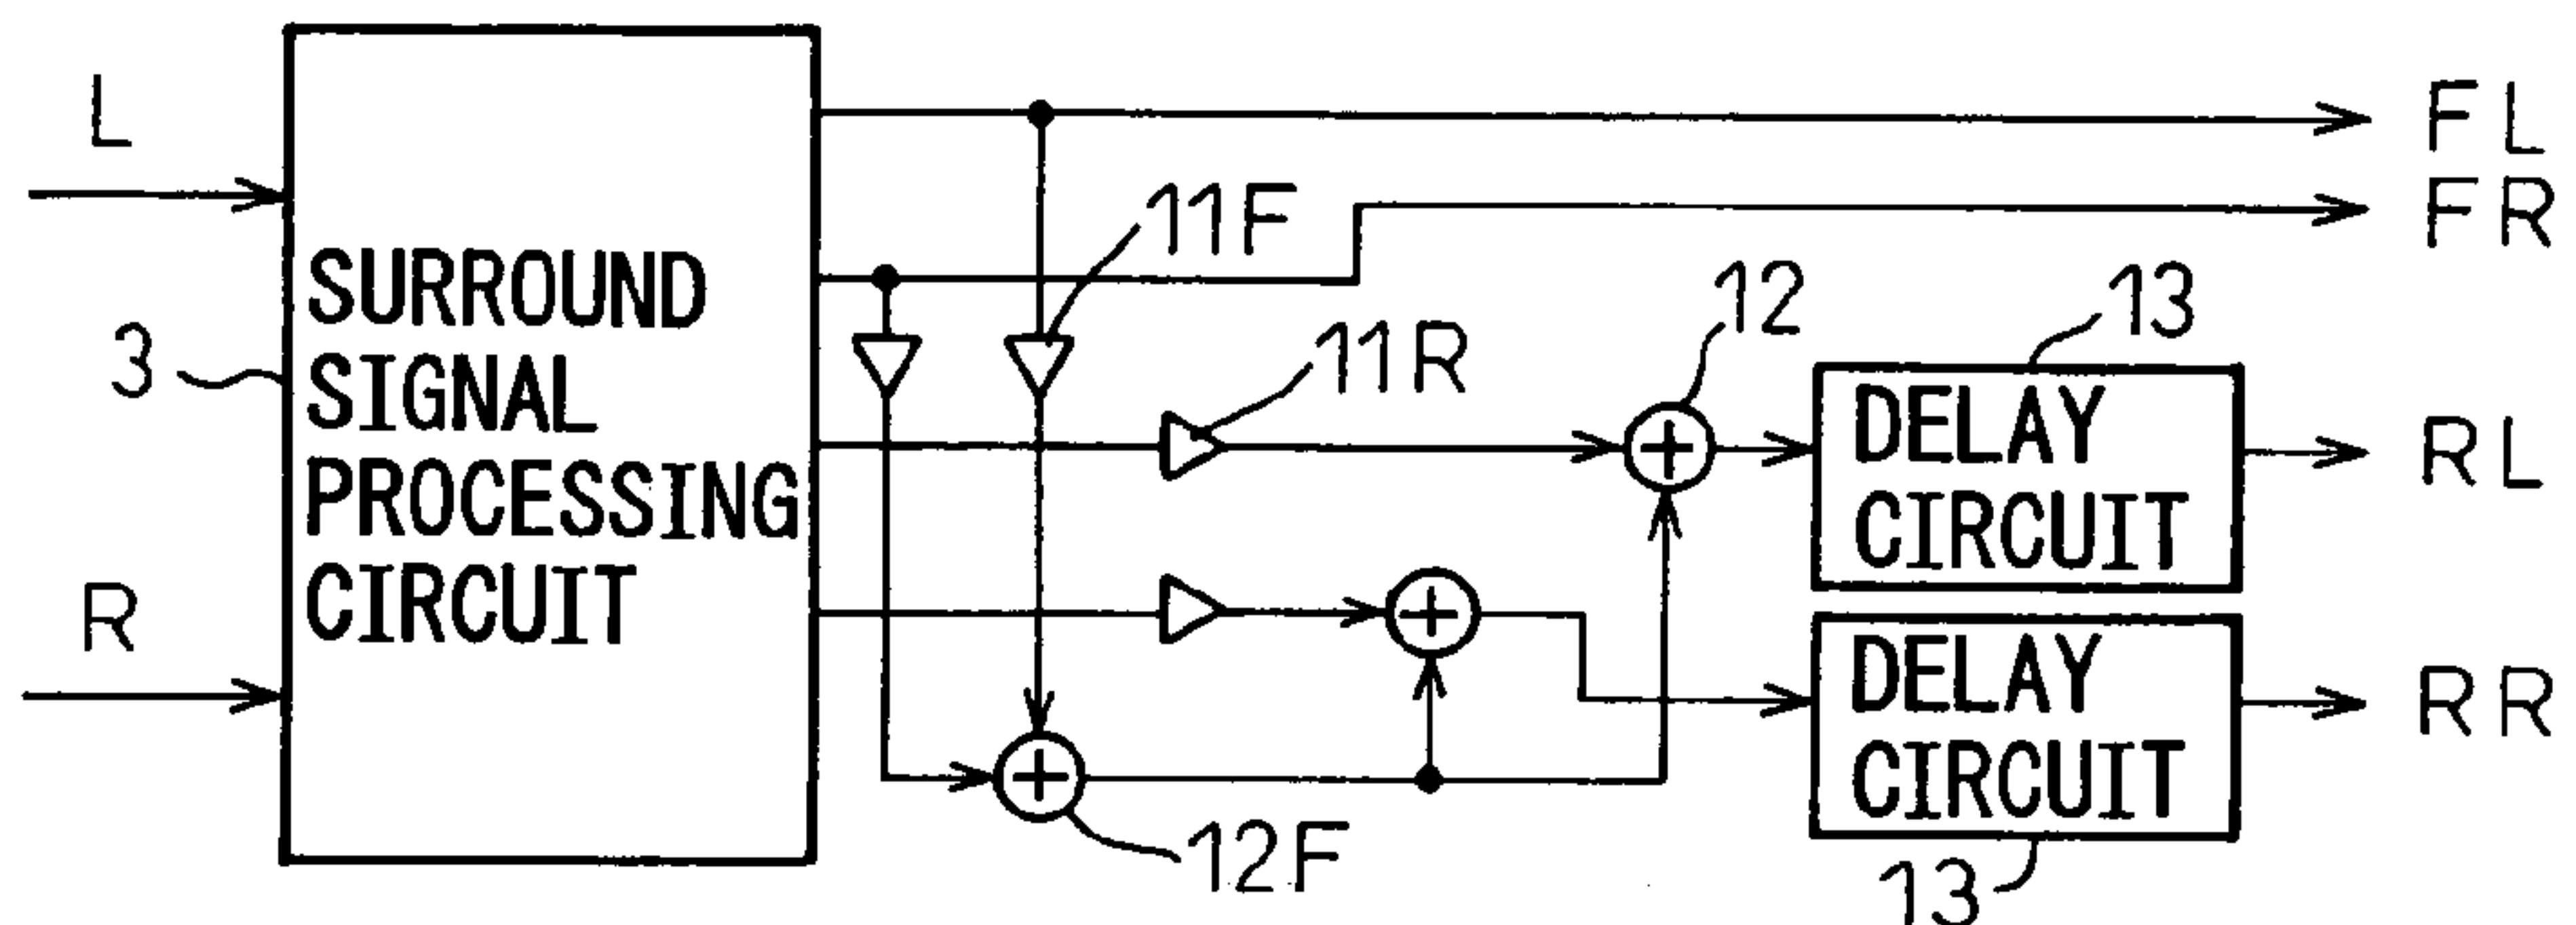 L
FL
11F
FR
SURROUND
SIGNAL
PROCESSING
CIRCUIT
3
11R
12
13
DELAY
CIRCUIT
RL
R
DELAY
CIRCUIT
RR
12F
13